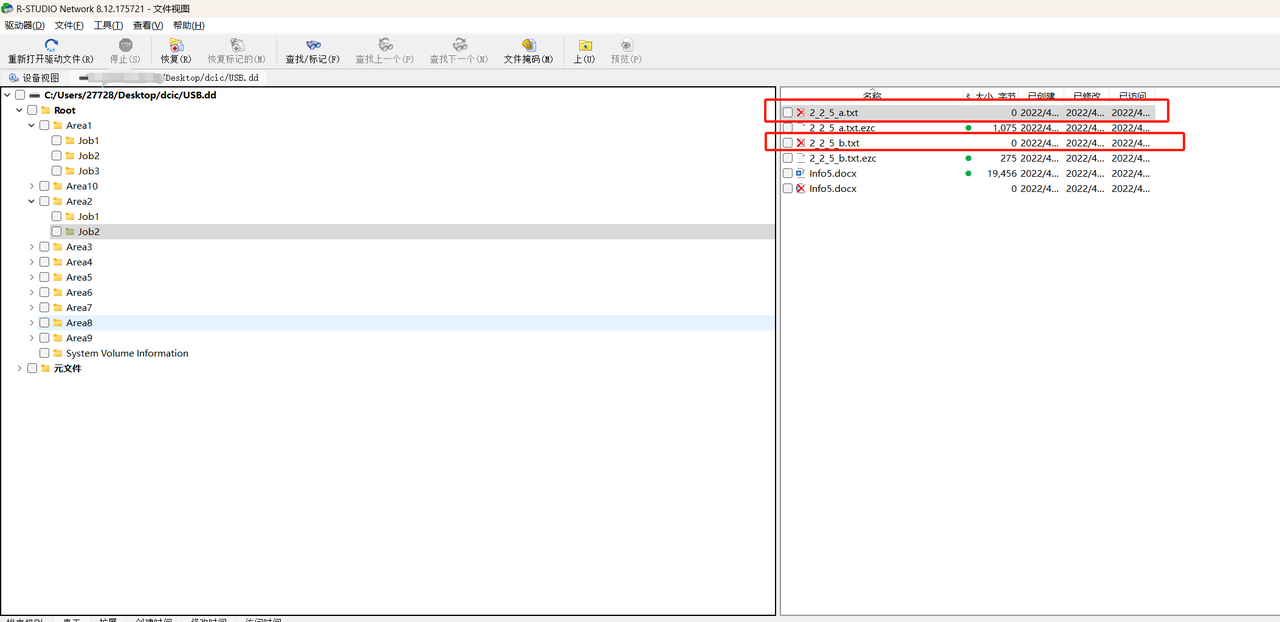 R-STUDIO Network 8.12.175721 - 文件视图
驱动器(D) 文件(F) 工具(T) 查看(V) 帮助(H)
重新打开驱动文件(R) 停止(S) 恢复(R) 恢复标记的(M) 查找/标记(F) 查找上一个(P) 查找下一个(N) 文件掩码(M) 上(U) 预览(P)
设备视图 /Desktop/dcic/USB.dd
C:/Users/27728/Desktop/dcic/USB.dd
Root
Area1
Job1
Job2
Job3
Area10
Area2
Job1
Job2
Area3
Area4
Area5
Area6
Area7
Area8
Area9
System Volume Information
元文件
名称 大小, 字节 已创建 已修改 已访问
2_2_5_a.txt 0 2022/4... 2022/4... 2022/4...
2_2_5_a.txt.ezc 1,075 2022/4... 2022/4... 2022/4...
2_2_5_b.txt 0 2022/4... 2022/4... 2022/4...
2_2_5_b.txt.ezc 275 2022/4... 2022/4... 2022/4...
Info5.docx 19,456 2022/4... 2022/4... 2022/4...
Info5.docx 0 2022/4... 2022/4... 2022/4...
扩展 创建时间 修改时间 访问时间